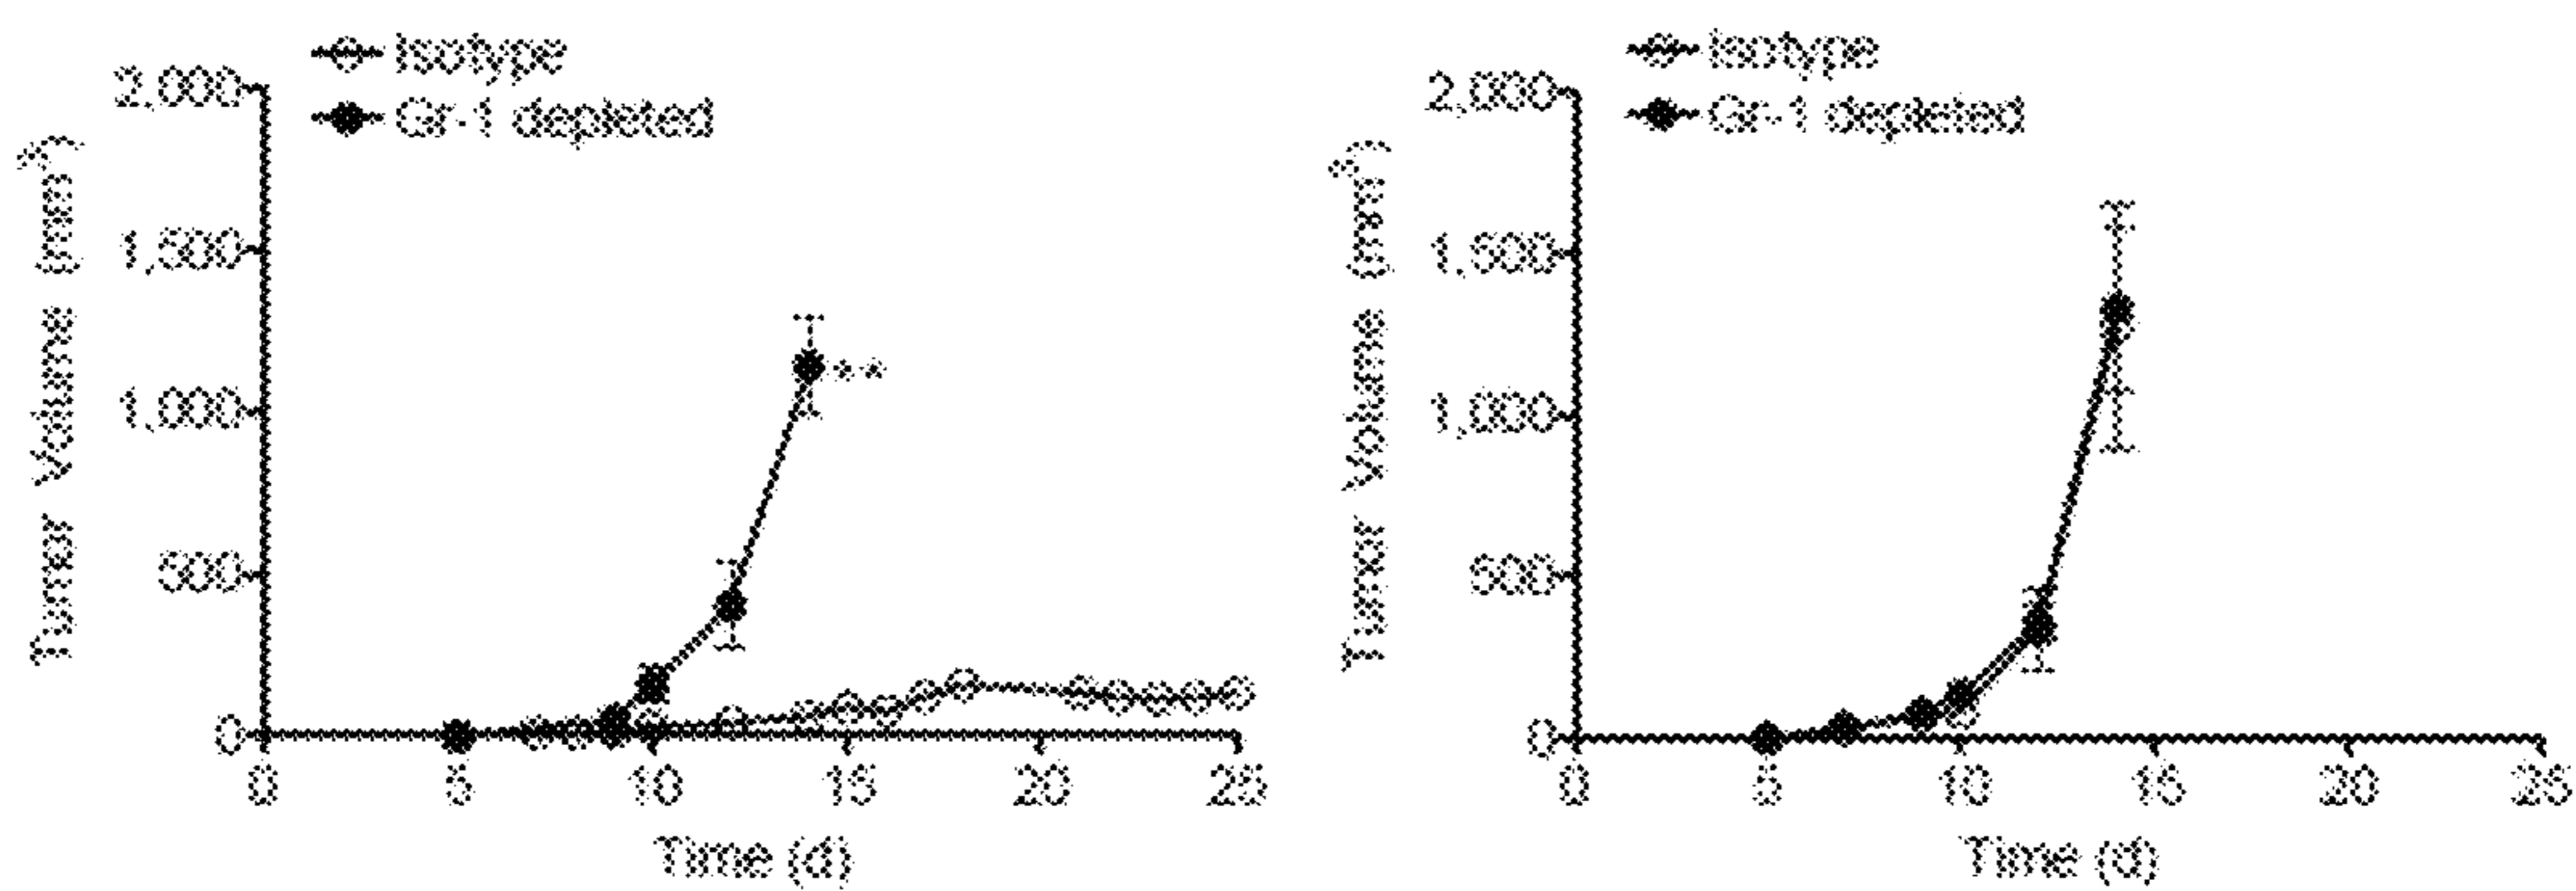 Isotype
Gr-1 depleted
2,000
1,500
1,000
500
0
Tumor Volume (mm³)
0 5 10 15 20 25
Time (d)
Isotype
Gr-1 depleted
2,000
1,500
1,000
500
0
Tumor Volume (mm³)
0 5 10 15 20 25
Time (d)